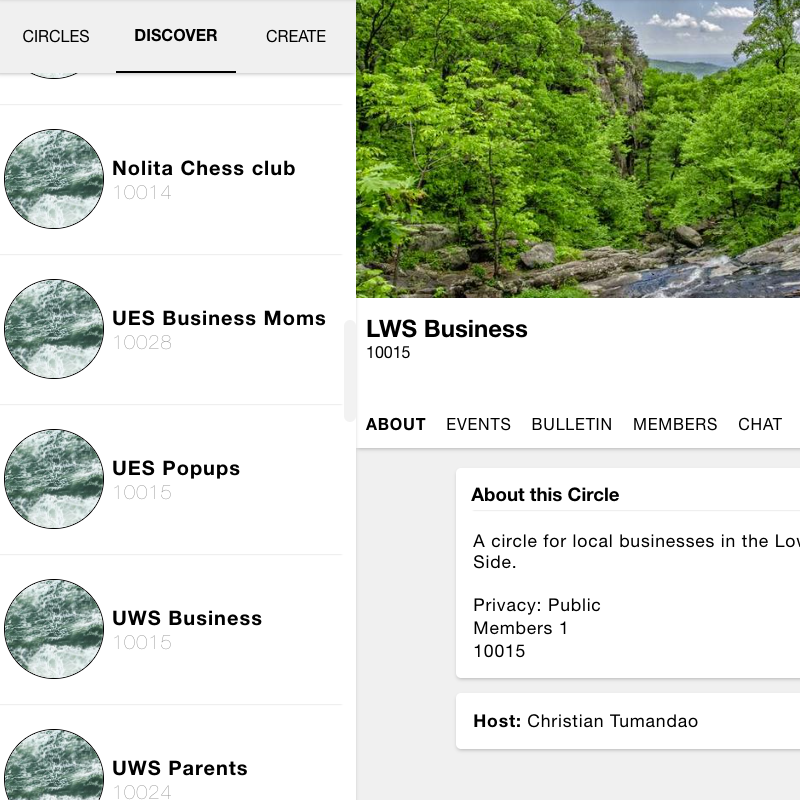 CIRCLES
DISCOVER
CREATE
Nolita Chess club
10014
UES Business Moms
10028
UES Popups
10015
UWS Business
10015
UWS Parents
10024
LWS Business
10015
ABOUT
EVENTS
BULLETIN
MEMBERS
CHAT
About this Circle
A circle for local businesses in the
Side.
Privacy: Public
Members 1
10015
Host: Christian Tumandao